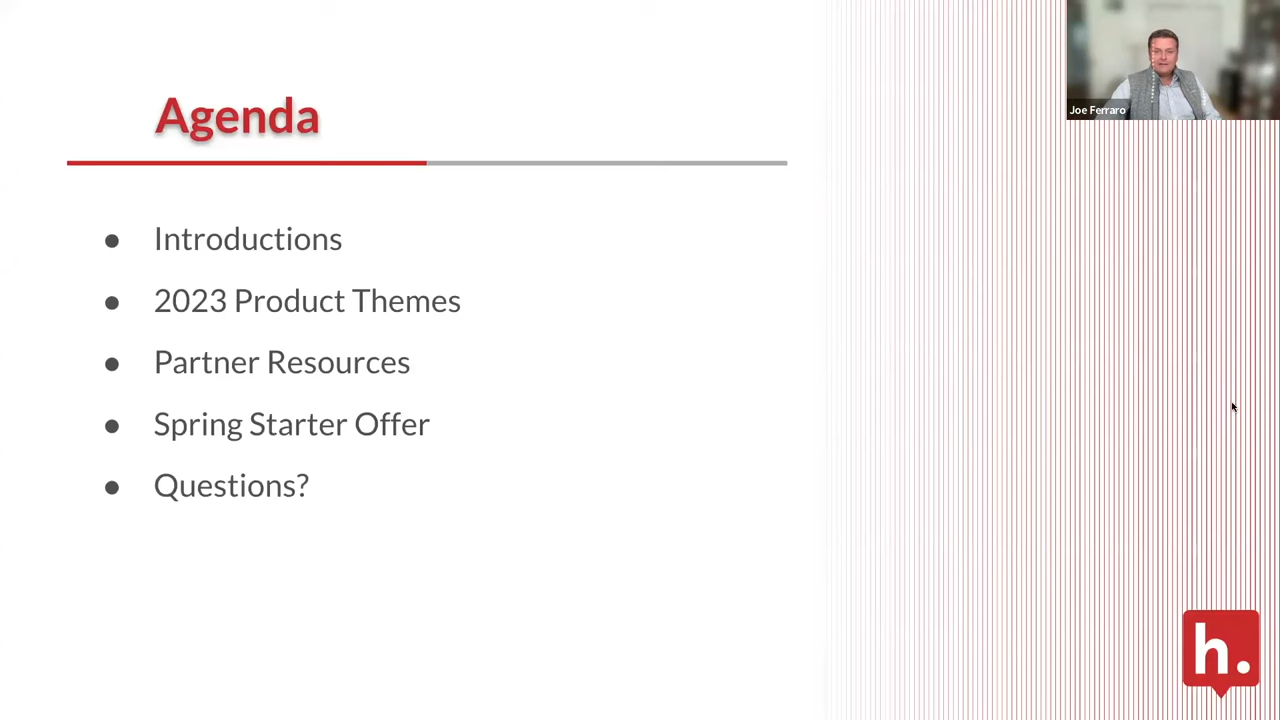 Agenda
Joe Ferraro
● Introductions
● 2023 Product Themes
● Partner Resources
● Spring Starter Offer
● Questions?
h.